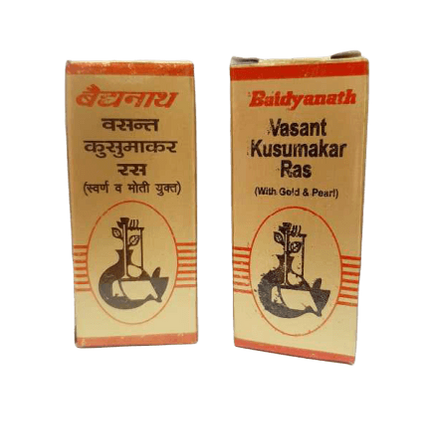 बैद्यनाथ
वसन्त
कुसुमाकर
रस
(स्वर्ण व मोती युक्त)
Baidyanath
Vasant
Kusumakar
Ras
(With Gold & Pearl)